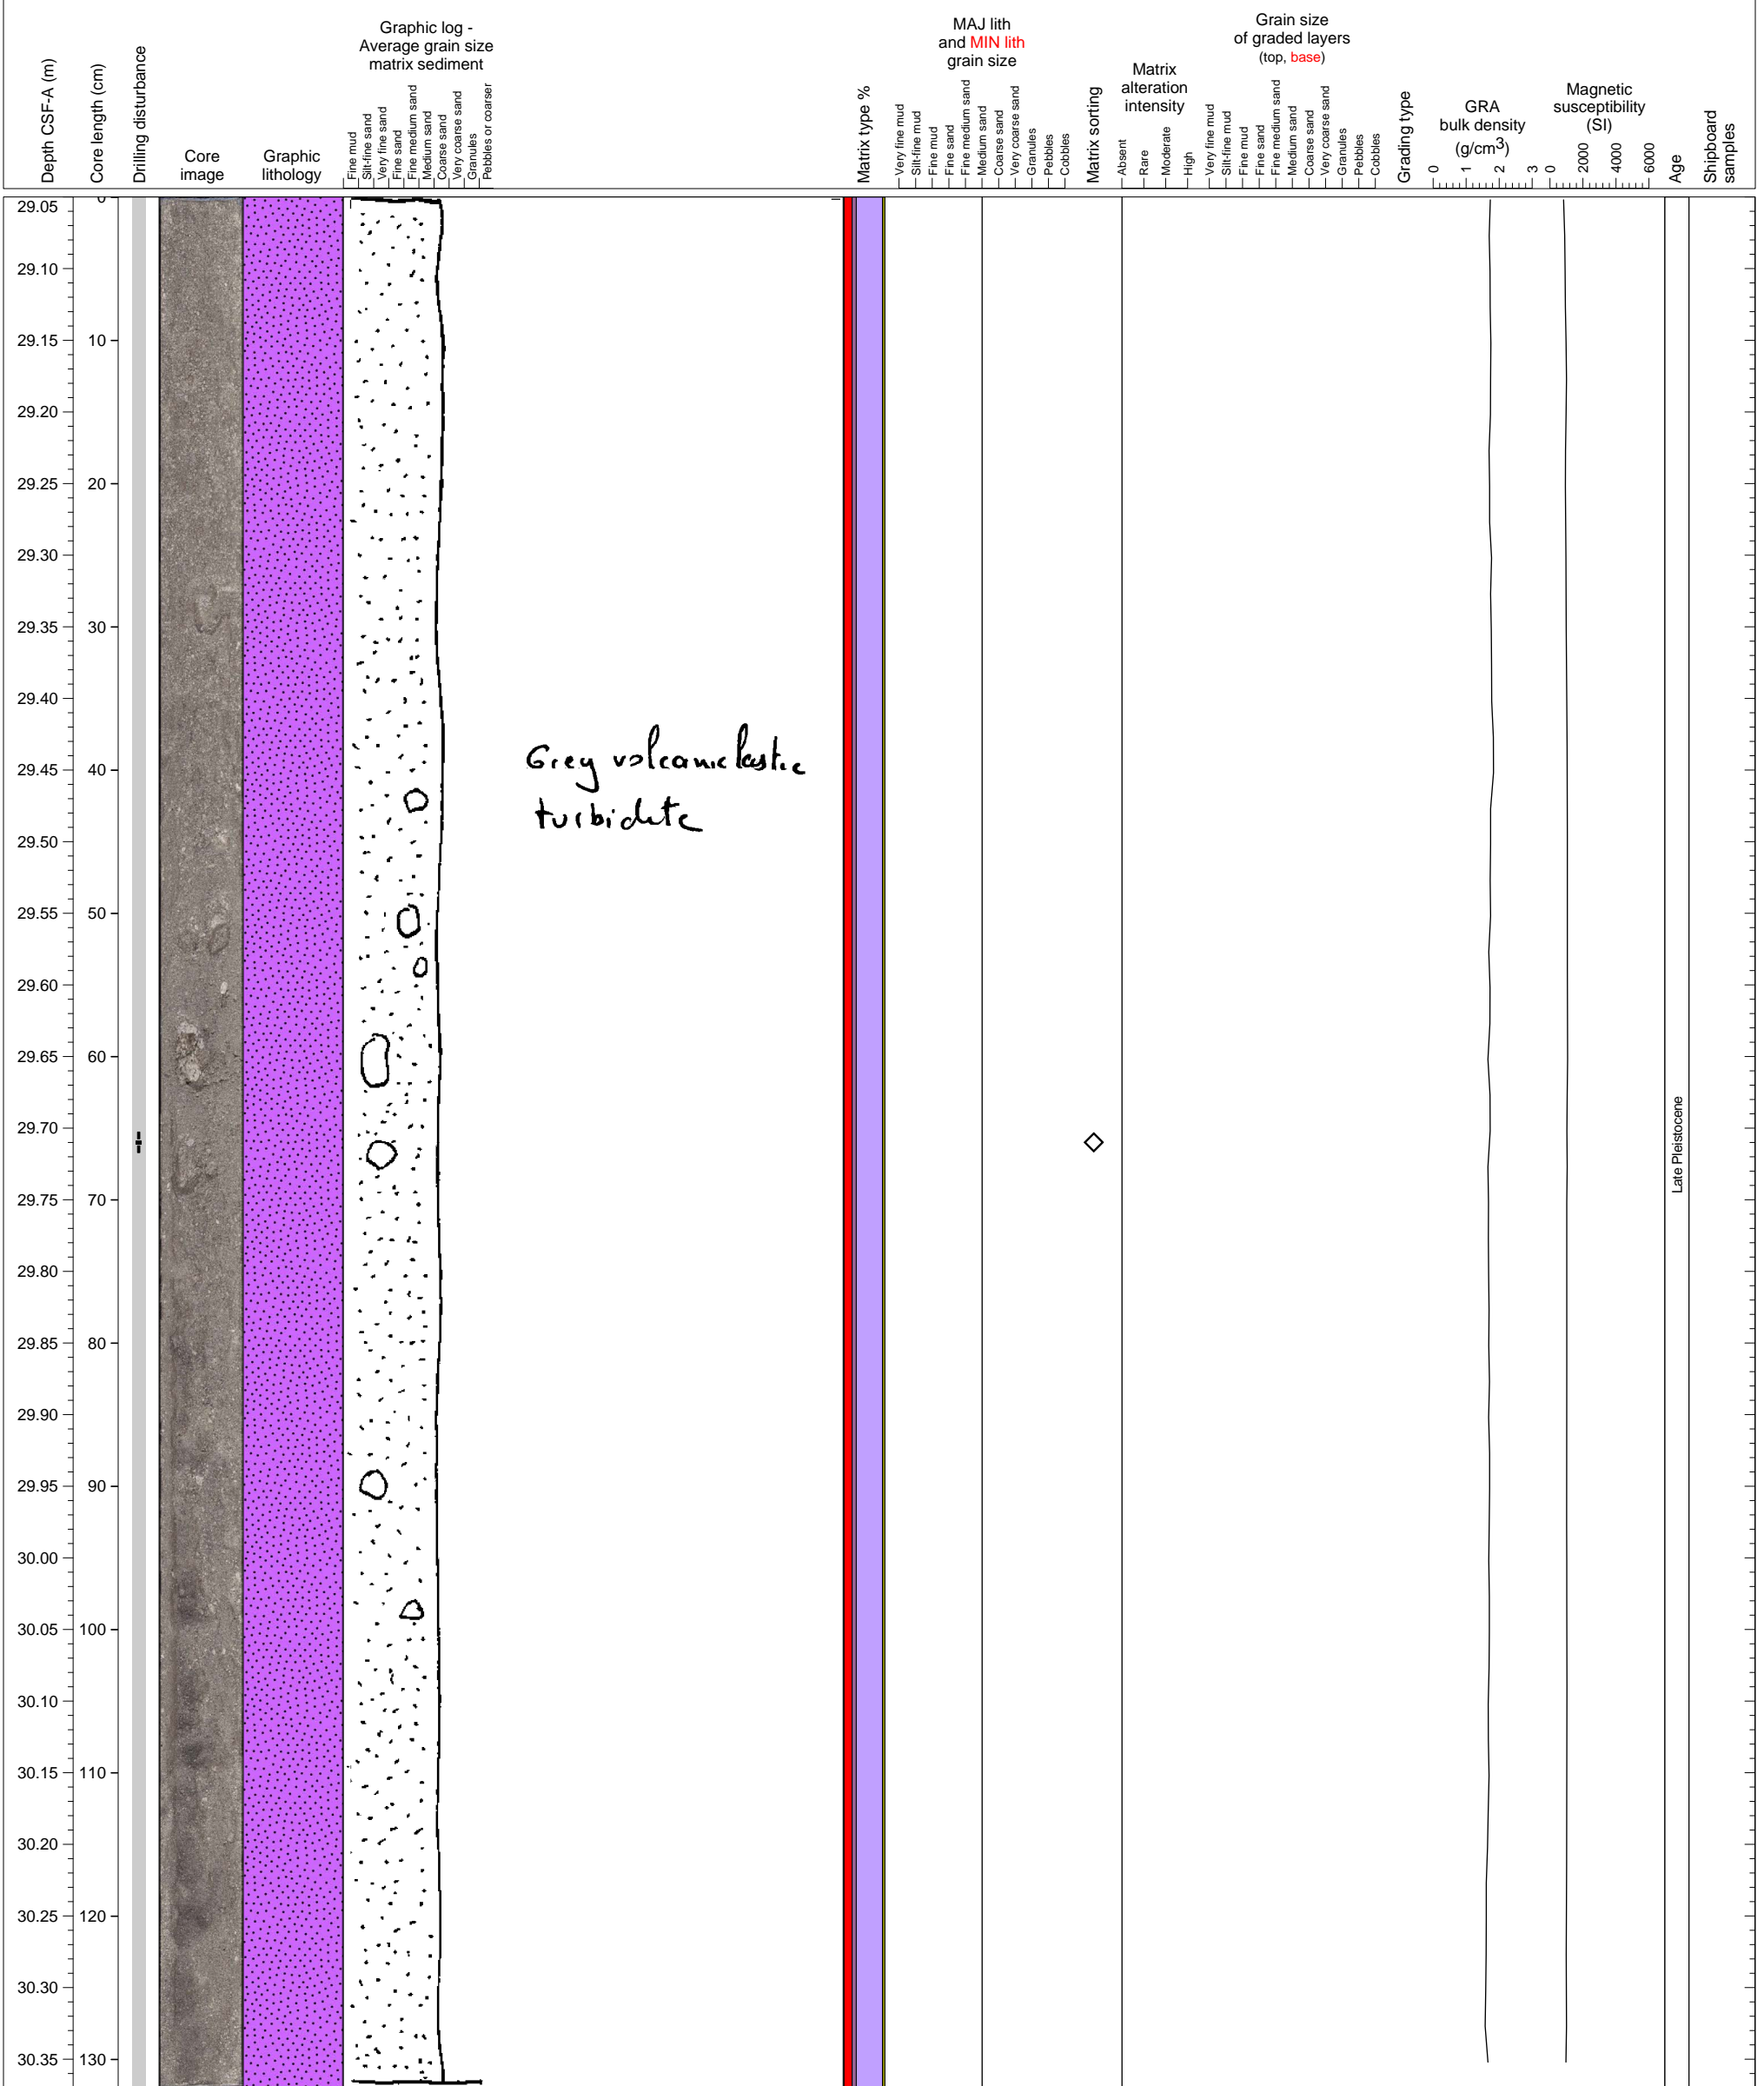 Depth CSF-A (m)
Core length (cm)
Drilling disturbance
Core
image
Graphic
lithology
Graphic log -
Average grain size
matrix sediment
Fine mud
Silt-fine sand
Very fine sand
Fine sand
Fine medium sand
Medium sand
Coarse sand
Very coarse sand
Granules
Pebbles or coarser
Matrix type %
MAJ lith
and MIN lith
grain size
Very fine mud
Silt-fine mud
Fine mud
Fine sand
Fine medium sand
Medium sand
Coarse sand
Very coarse sand
Granules
Pebbles
Cobbles
Matrix sorting
Matrix
alteration
intensity
Absent
Rare
Moderate
High
Grain size
of graded layers
(top, base)
Very fine mud
Silt-fine mud
Fine mud
Fine sand
Fine medium sand
Medium sand
Coarse sand
Very coarse sand
Granules
Pebbles
Cobbles
Grading type
GRA
bulk density
(g/cm3)
0 1 2 3
Magnetic
susceptibility
(SI)
0 2000 4000 6000
Age
Shipboard
samples
29.05 0
29.10
29.15 10
29.20
29.25 20
29.30
29.35 30
29.40
29.45 40
29.50
29.55 50
29.60
29.65 60
29.70
29.75 70
29.80
29.85 80
29.90
29.95 90
30.00
30.05 100
30.10
30.15 110
30.20
30.25 120
30.30
30.35 130
Grey volcaniclastic
turbidite
Late Pleistocene